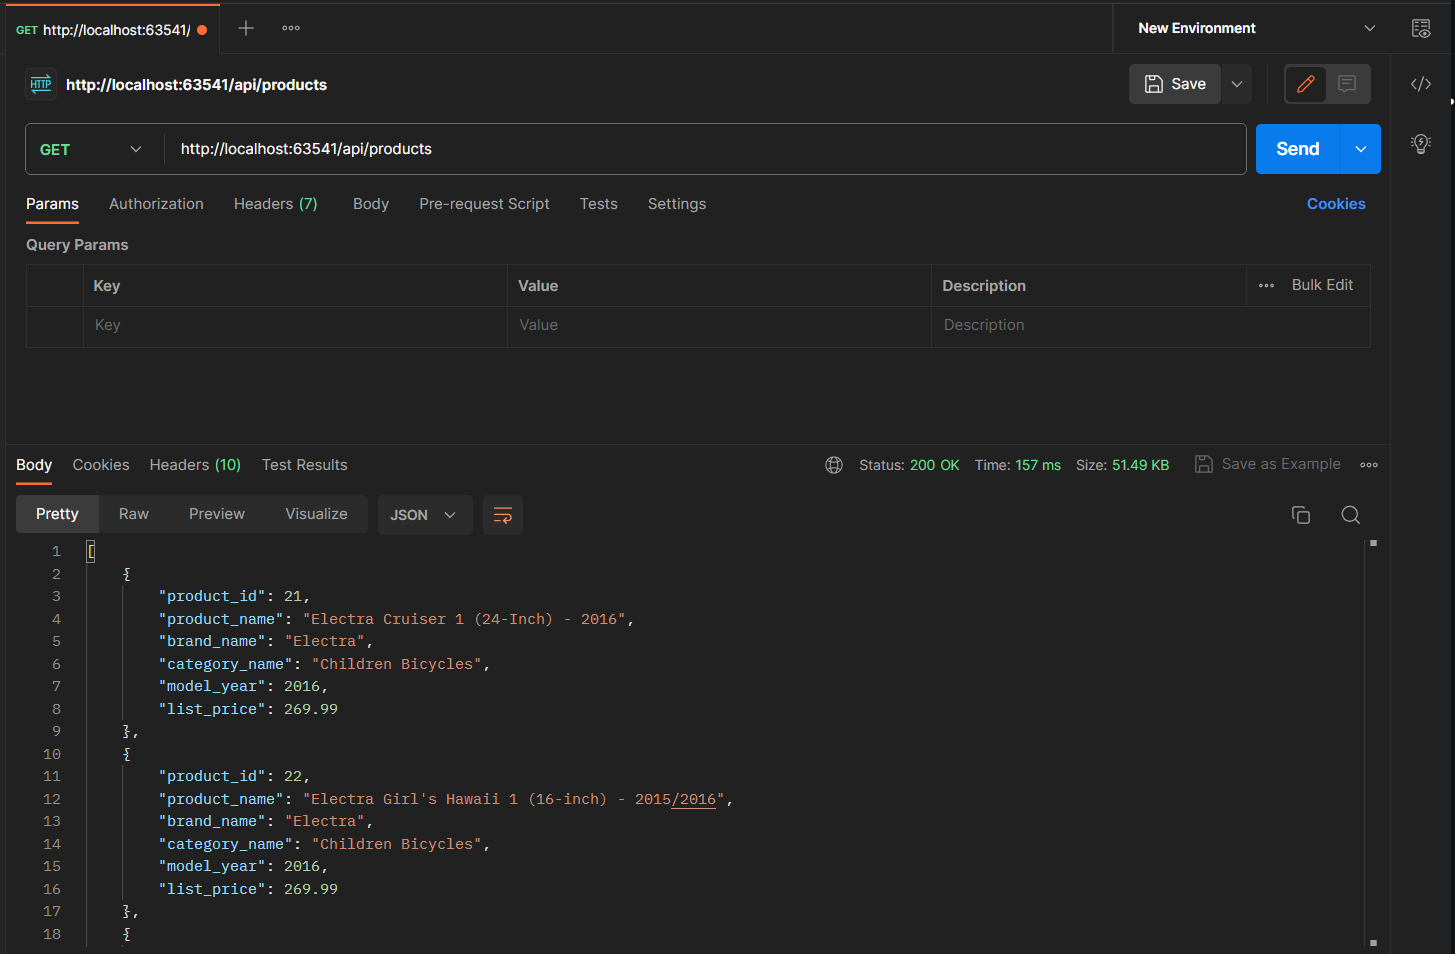 GET http://localhost:63541/
New Environment
HTTP http://localhost:63541/api/products
Save
GET http://localhost:63541/api/products
Send
Params Authorization Headers (7) Body Pre-request Script Tests Settings Cookies
Query Params
Key Value Description Bulk Edit
Key Value Description
Body Cookies Headers (10) Test Results Status: 200 OK Time: 157 ms Size: 51.49 KB Save as Example
Pretty Raw Preview Visualize JSON
1 [
2 {
3 "product_id": 21,
4 "product_name": "Electra Cruiser 1 (24-Inch) - 2016",
5 "brand_name": "Electra",
6 "category_name": "Children Bicycles",
7 "model_year": 2016,
8 "list_price": 269.99
9 },
10 {
11 "product_id": 22,
12 "product_name": "Electra Girl's Hawaii 1 (16-inch) - 2015/2016",
13 "brand_name": "Electra",
14 "category_name": "Children Bicycles",
15 "model_year": 2016,
16 "list_price": 269.99
17 },
18 {